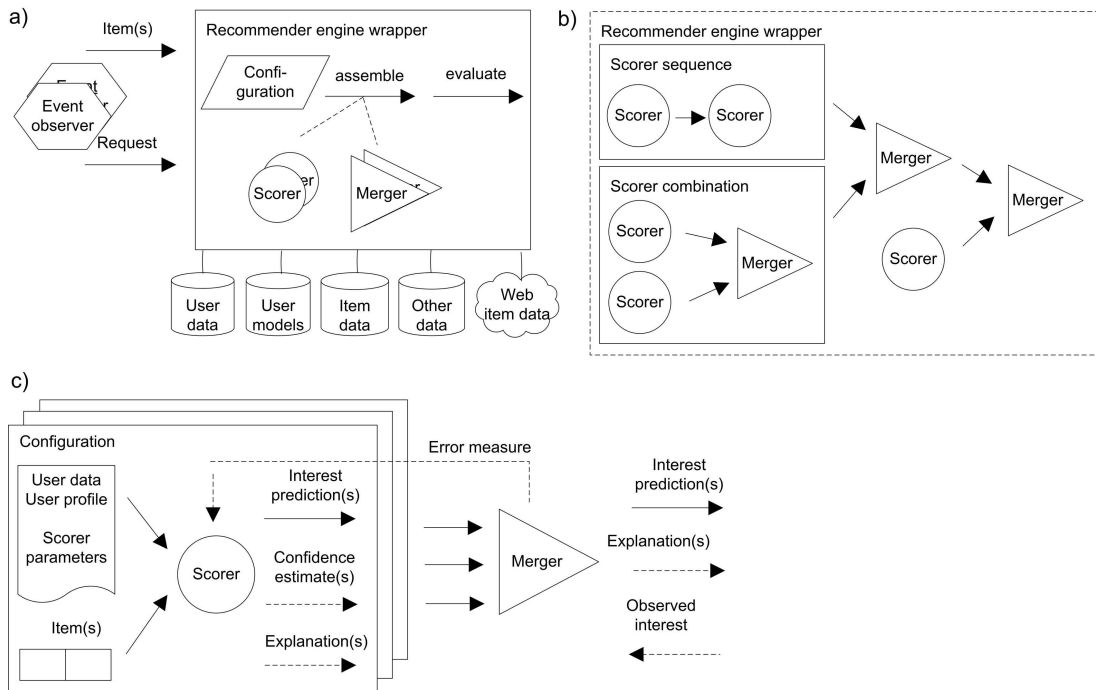 a)
Item(s)
Event
observer
Request
Recommender engine wrapper
Confi-
guration
assemble
evaluate
Scorer
Merger
User
data
User
models
Item
data
Other
data
Web
item data
b)
Recommender engine wrapper
Scorer sequence
Scorer
Scorer
Scorer combination
Scorer
Scorer
Merger
Merger
Scorer
Merger
c)
Configuration
User data
User profile
Scorer
parameters
Item(s)
Scorer
Interest
prediction(s)
Confidence
estimate(s)
Explanation(s)
Error measure
Merger
Interest
prediction(s)
Explanation(s)
Observed
interest